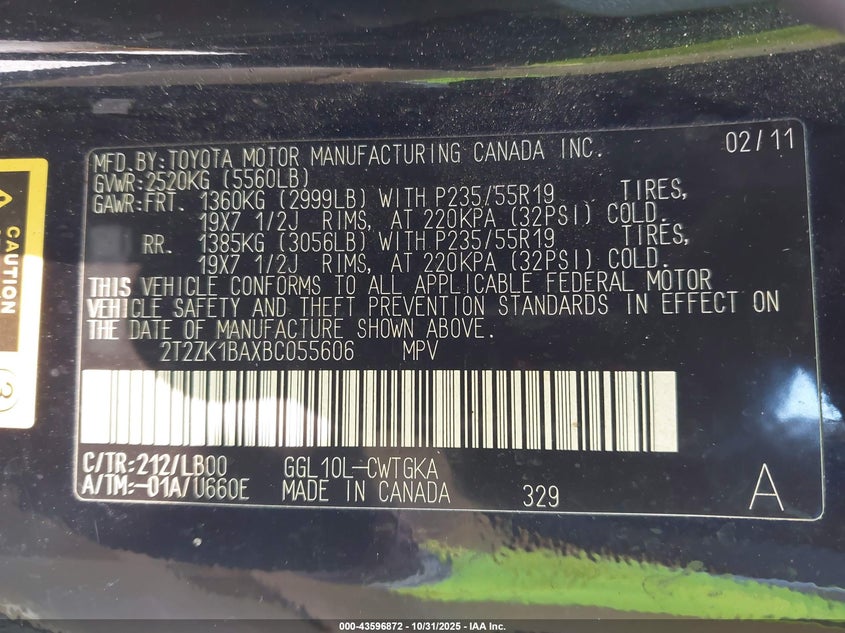 MFD. BY: TOYOTA MOTOR MANUFACTURING CANADA INC. 02/11
GVWR: 2520KG (5560LB)
GAWR: FRT. 1360KG (2999LB) WITH P235/55R19 TIRES,
19X7 1/2J RIMS, AT 220KPA (32PSI) COLD.
RR. 1385KG (3056LB) WITH P235/55R19 TIRES,
19X7 1/2J RIMS, AT 220KPA (32PSI) COLD.
THIS VEHICLE CONFORMS TO ALL APPLICABLE FEDERAL MOTOR
VEHICLE SAFETY AND THEFT PREVENTION STANDARDS IN EFFECT ON
THE DATE OF MANUFACTURE SHOWN ABOVE.
2T2ZK1BAXBC055606 MPV
C/TR: 212/LB00 GGL10L-CWTGKA
A/TM: -01A/U660E MADE IN CANADA 329 A
CAUTION
000-43596872 - 10/31/2025 - IAA Inc.